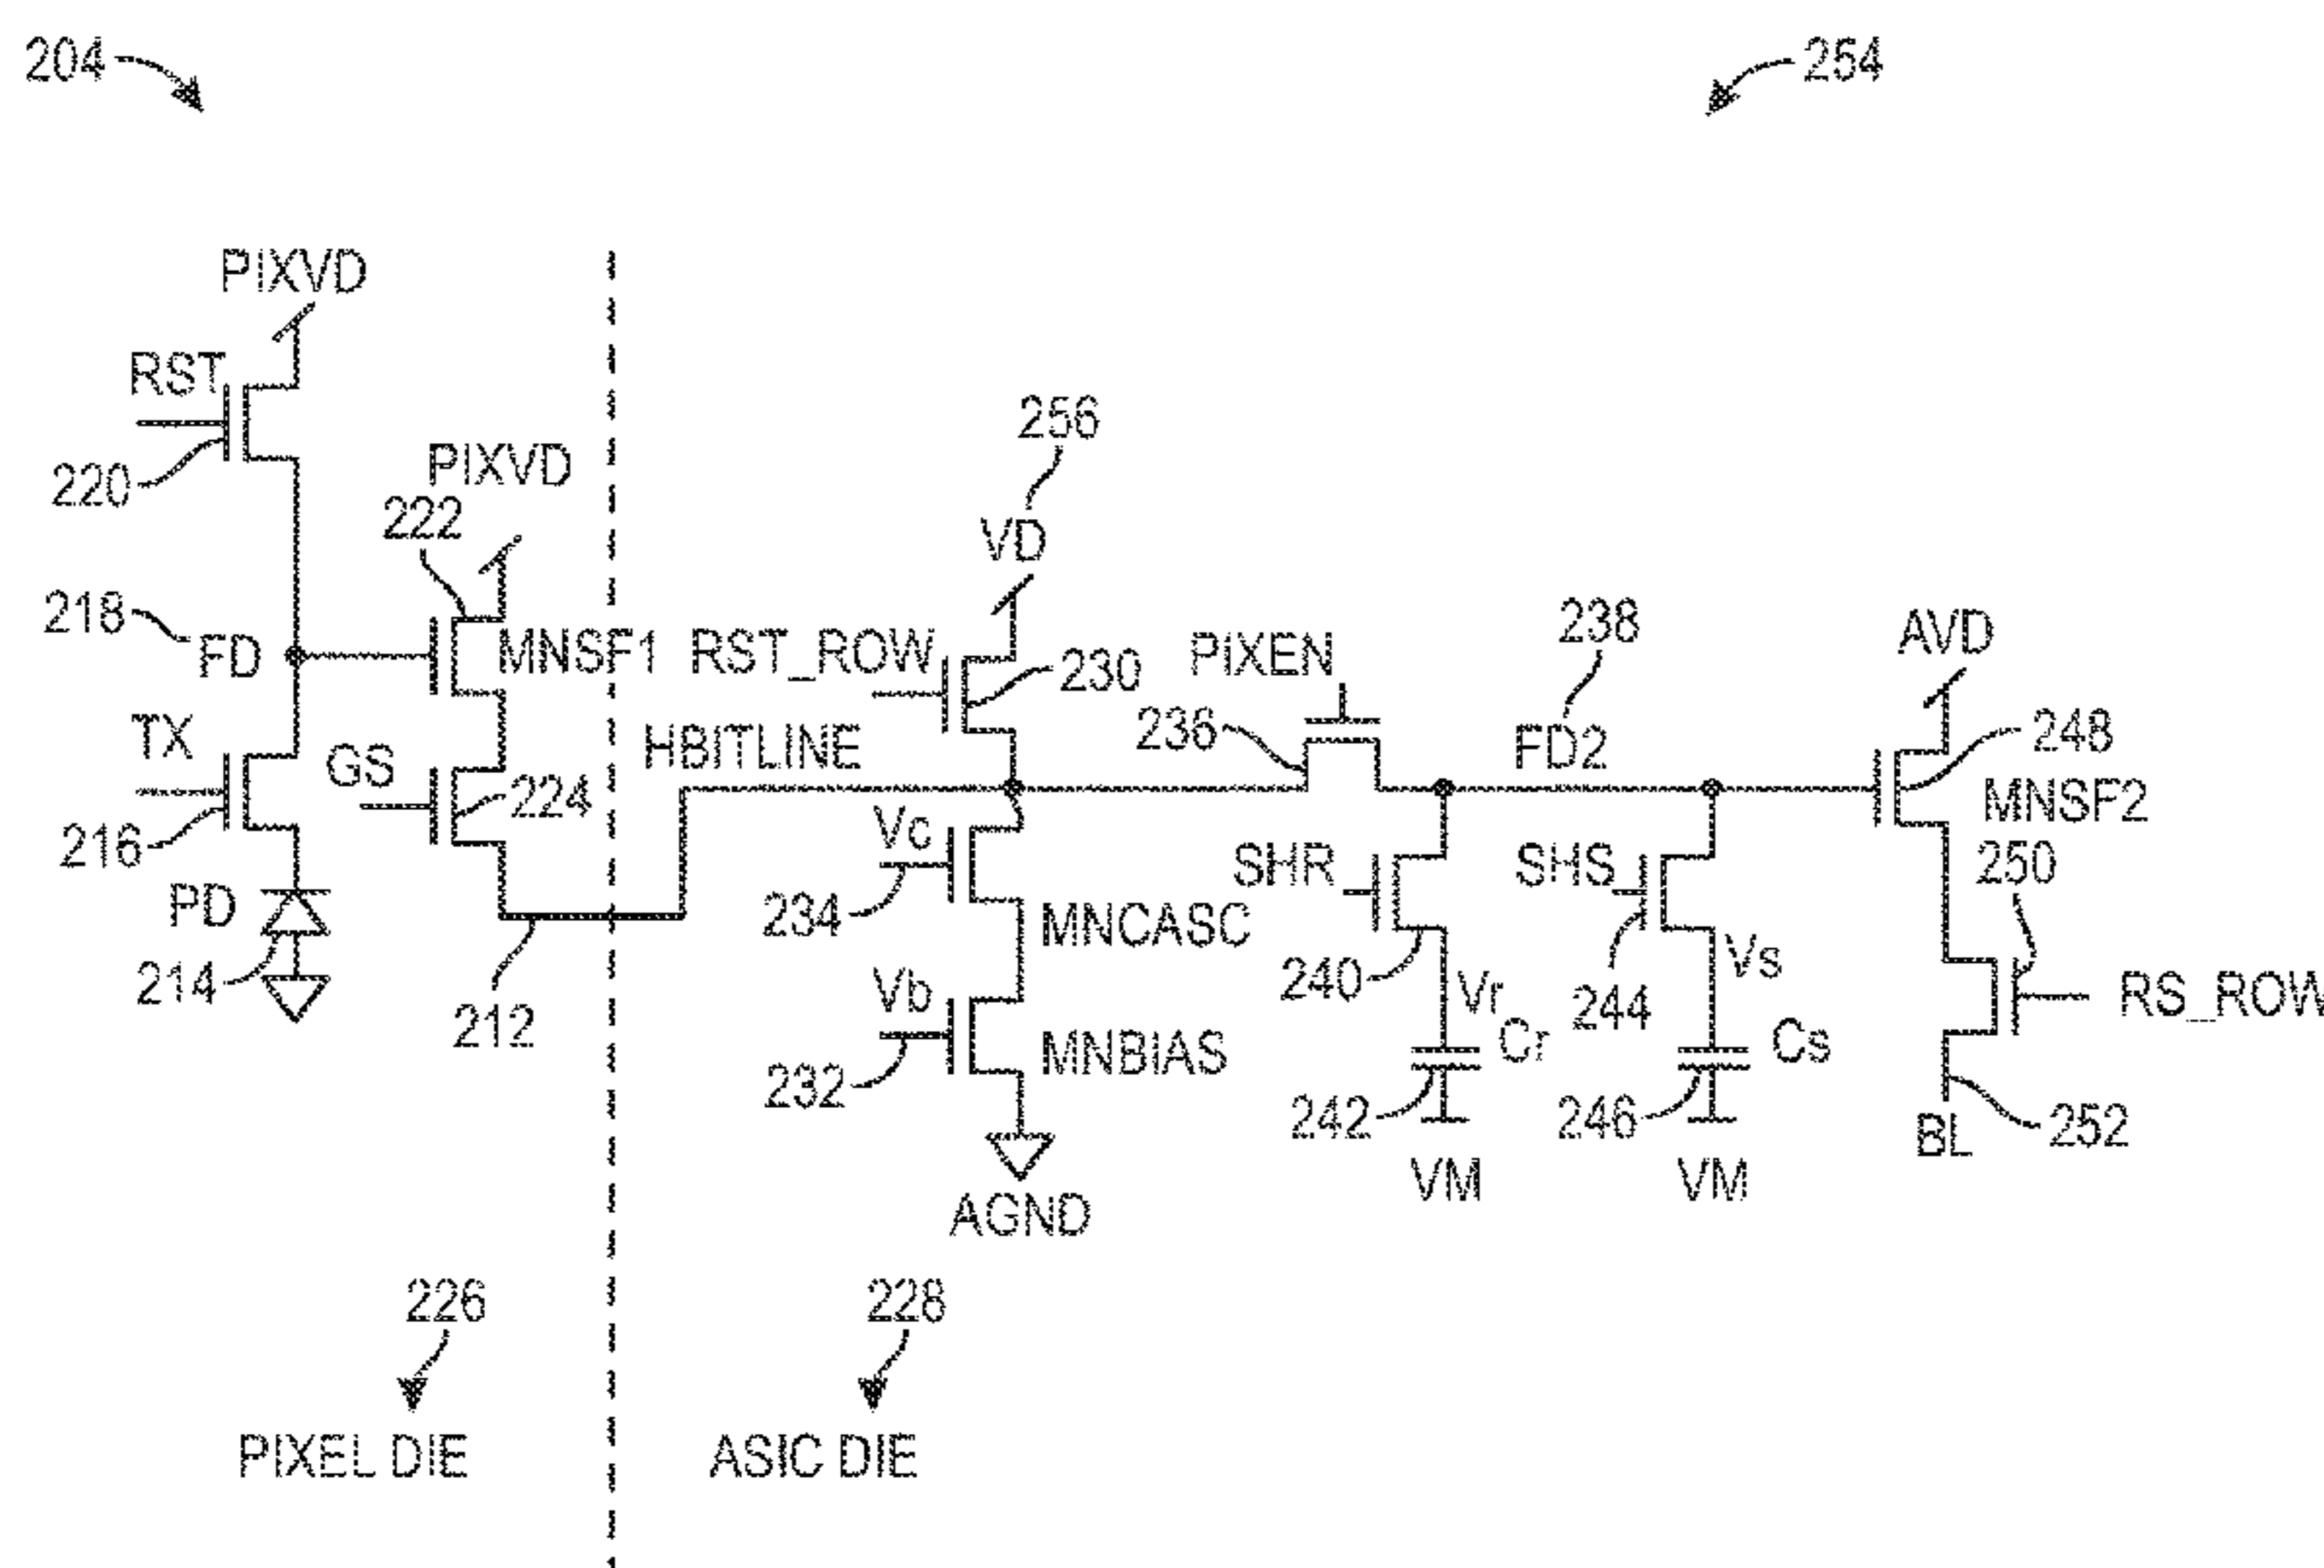 204
254
PIXVD
RST
256
220
PIXVD
222
VD
218
FD
MNSF1
RST_ROW
230
PIXEN
238
AVD
TX
GS
224
HBITLINE
236
FD2
248
MNSF2
216
Vc
SHR
SHS
250
PD
214
212
234
MNCASC
240
Vr
Cr
244
Vs
Cs
RS_ROW
Vb
232
MNBIAS
242
VM
246
VM
BL
252
AGND
226
228
PIXEL DIE
ASIC DIE